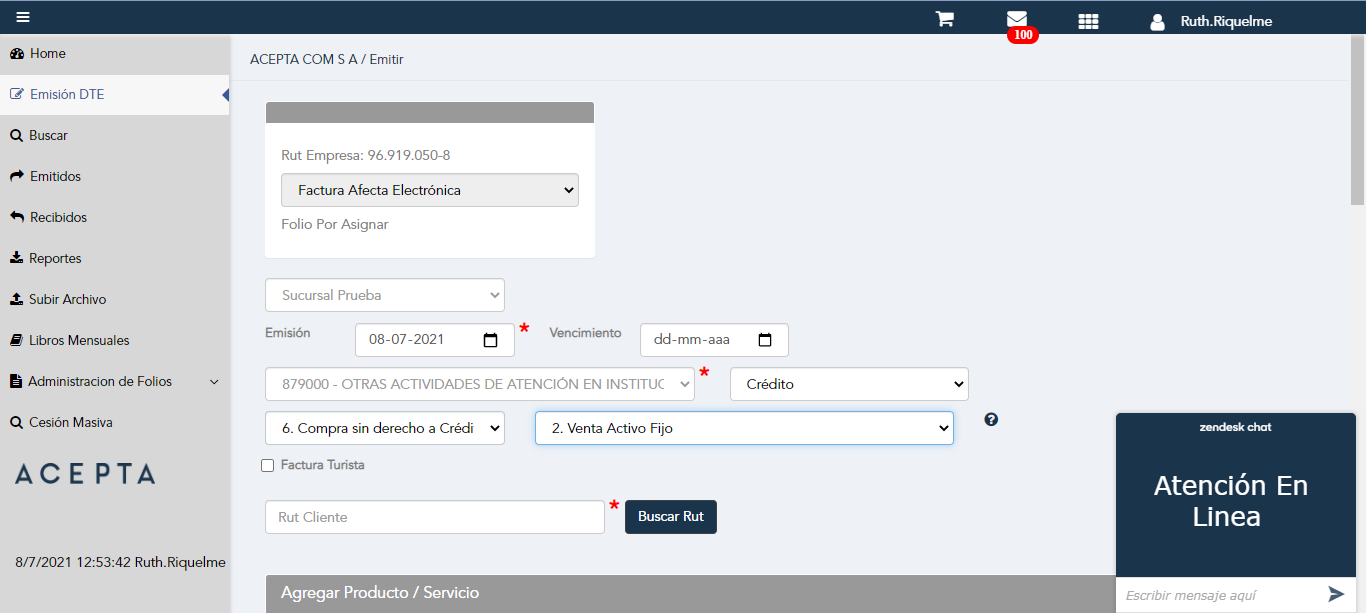 100
Ruth.Riquelme
Home
Emisión DTE
Buscar
Emitidos
Recibidos
Reportes
Subir Archivo
Libros Mensuales
Administracion de Folios
Cesión Masiva
ACEPTA
8/7/2021 12:53:42 Ruth.Riquelme
ACEPTA COM S A / Emitir
Rut Empresa: 96.919.050-8
Factura Afecta Electrónica
Folio Por Asignar
Sucursal Prueba
Emisión 08-07-2021 * Vencimiento dd-mm-aaa
879000 - OTRAS ACTIVIDADES DE ATENCIÓN EN INSTITUC * Crédito
6. Compra sin derecho a Crédi 2. Venta Activo Fijo ?
Factura Turista
Rut Cliente * Buscar Rut
Agregar Producto / Servicio
zendesk chat
Atención En
Linea
Escribir mensaje aquí